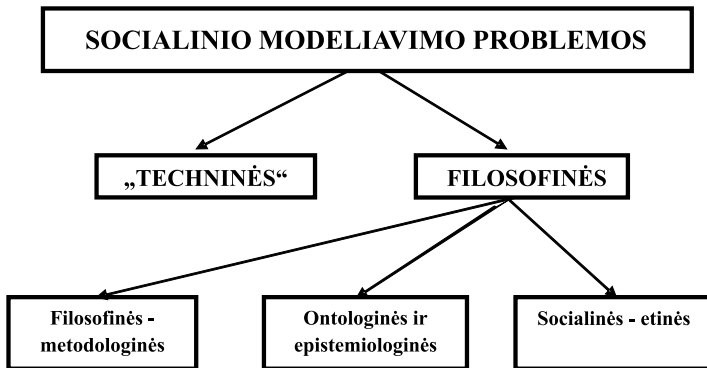 SOCIALINIO MODELIAVIMO PROBLEMOS
„TECHNINĖS“
FILOSOFINĖS
Filosofinės -
metodologinės
Ontologinės ir
epistemiologinės
Socialinės - etinės